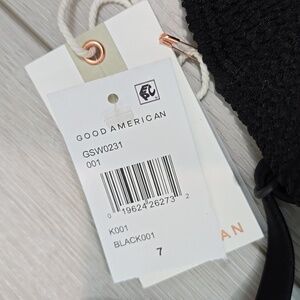 GOOD AMERICAN
GSW0231
001
0 19624 26273 2
K001
BLACK001
7
AN